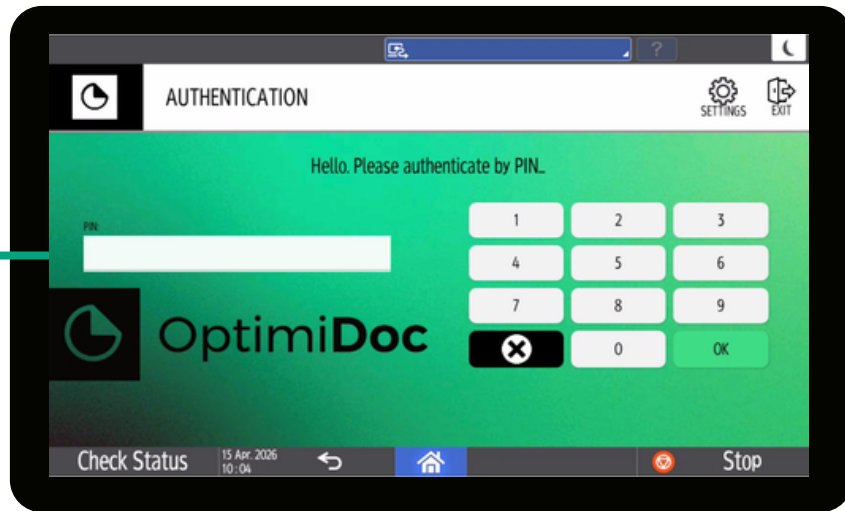 ?
AUTHENTICATION
SETTINGS
EXIT
Hello. Please authenticate by PIN...
PIN:
1 2 3
4 5 6
7 8 9
0 OK
OptimiDoc
Check Status
15 Apr. 2026
10:04
Stop